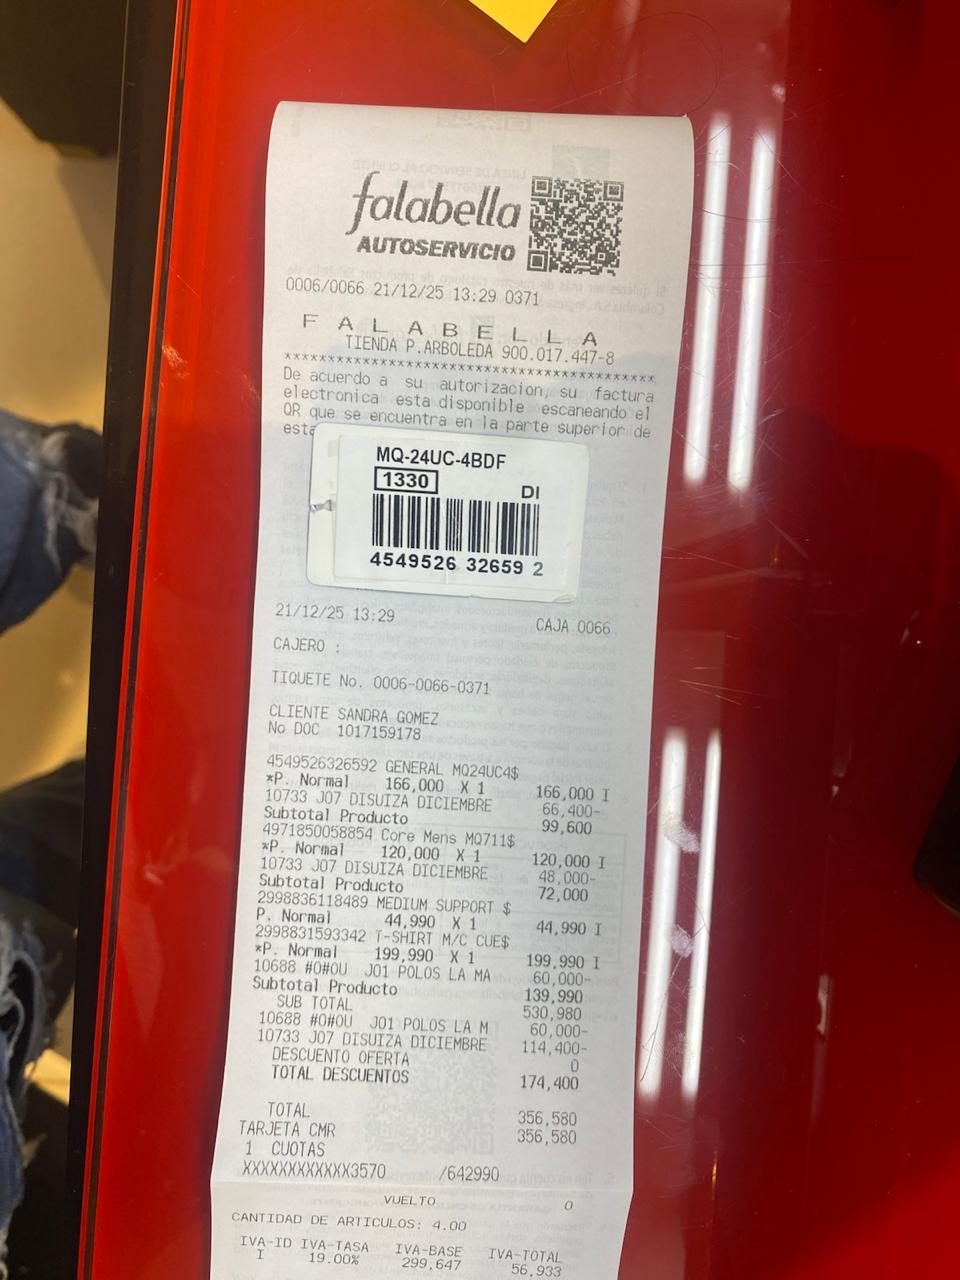 falabella
AUTOSERVICIO
0006/0066 21/12/25 13:29 0371
F A L A B E L L A
TIENDA P.ARBOLEDA 900.017.447-8
*******************************************
De acuerdo a su autorizacion, su factura
electronica esta disponible escaneando el
QR que se encuentra en la parte superior de
esta
MQ-24UC-4BDF
1330
DI
4549526 32659 2
21/12/25 13:29 CAJA 0066
CAJERO :
TIQUETE No. 0006-0066-0371
CLIENTE SANDRA GOMEZ
No DOC 1017159178
4549526326592 GENERAL MQ24UC4$
*P. Normal 166,000 X 1 166,000 I
10733 J07 DISUIZA DICIEMBRE 66,400-
Subtotal Producto 99,600
4971850058854 Core Mens MQ711$
*P. Normal 120,000 X 1 120,000 I
10733 J07 DISUIZA DICIEMBRE 48,000-
Subtotal Producto 72,000
2998836118489 MEDIUM SUPPORT $
P. Normal 44,990 X 1 44,990 I
2998831593342 T-SHIRT M/C CUE$
*P. Normal 199,990 X 1 199,990 I
10688 #O#OU J01 POLOS LA MA 60,000-
Subtotal Producto 139,990
SUB TOTAL 530,980
10688 #O#OU J01 POLOS LA M 60,000-
10733 J07 DISUIZA DICIEMBRE 114,400-
DESCUENTO OFERTA 0
TOTAL DESCUENTOS 174,400
TOTAL 356,580
TARJETA CMR 356,580
1 CUOTAS
XXXXXXXXXXXX3570 /642990
VUELTO 0
CANTIDAD DE ARTICULOS: 4.00
IVA-ID IVA-TASA IVA-BASE IVA-TOTAL
I 19.00% 299,647 56,933